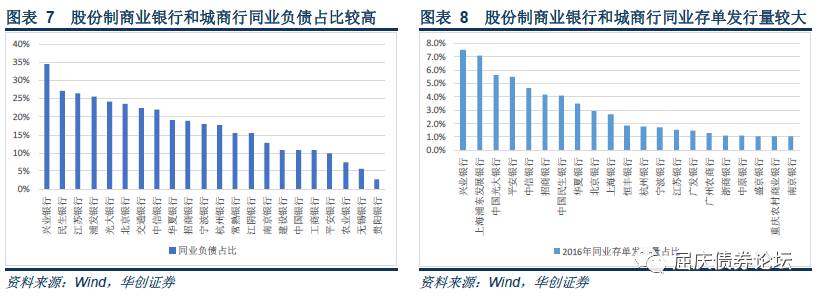 图表 7 股份制商业银行和城商行同业负债占比较高
40%
35%
30%
25%
20%
15%
10%
5%
0%
兴业银行
民生银行
江苏银行
浦发银行
光大银行
北京银行
交通银行
中信银行
华夏银行
招商银行
宁波银行
杭州银行
常熟银行
江阴银行
南京银行
建设银行
中国银行
工商银行
平安银行
农业银行
无锡银行
贵阳银行
同业负债占比
资料来源：Wind，华创证券
图表 8 股份制商业银行和城商行同业存单发行量较大
8.0%
7.0%
6.0%
5.0%
4.0%
3.0%
2.0%
1.0%
0.0%
兴业银行
上海浦东发展银行
中国光大银行
平安银行
中信银行
招商银行
中国民生银行
华夏银行
北京银行
上海银行
恒丰银行
杭州银行
宁波银行
江苏银行
广发银行
广州农商行
浙商银行
中原银行
盛京银行
重庆农村商业银行
南京银行
2016年同业存单发行量占比
资料来源：Wind，华创证券
屈庆债券论坛